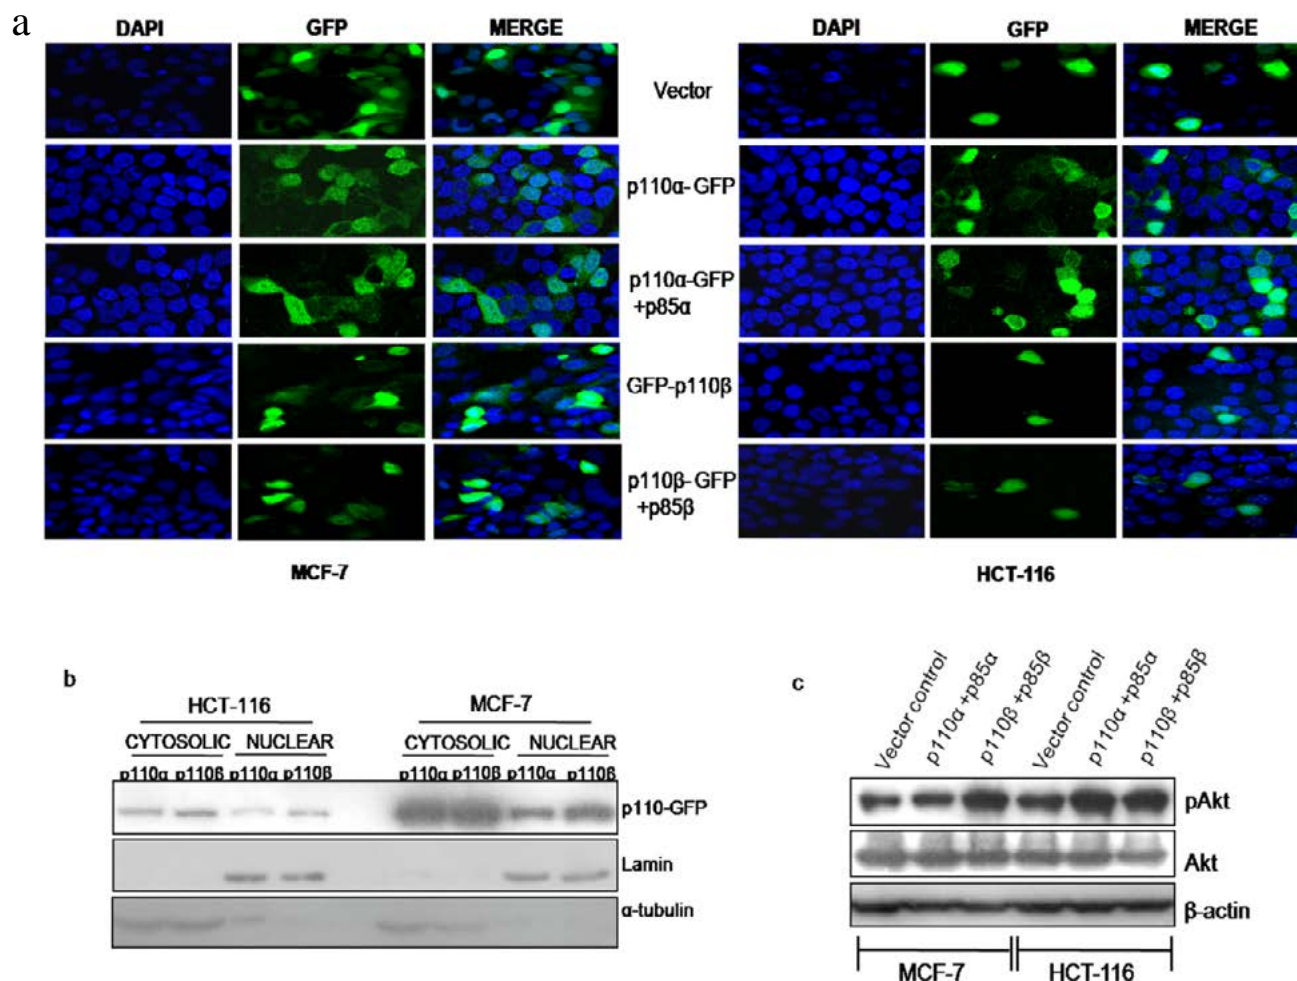 a
DAPI GFP MERGE DAPI GFP MERGE
Vector
p110α-GFP
p110α-GFP
+p85α
GFP-p110β
p110β-GFP
+p85β
MCF-7 HCT-116
b
HCT-116 MCF-7
CYTOSOLIC NUCLEAR CYTOSOLIC NUCLEAR
p110α p110β p110α p110β p110α p110β p110α p110β
p110-GFP
Lamin
α-tubulin
c
Vector control
p110α +p85α
p110β +p85β
Vector control
p110α +p85α
p110β +p85β
pAkt
Akt
β-actin
MCF-7 HCT-116